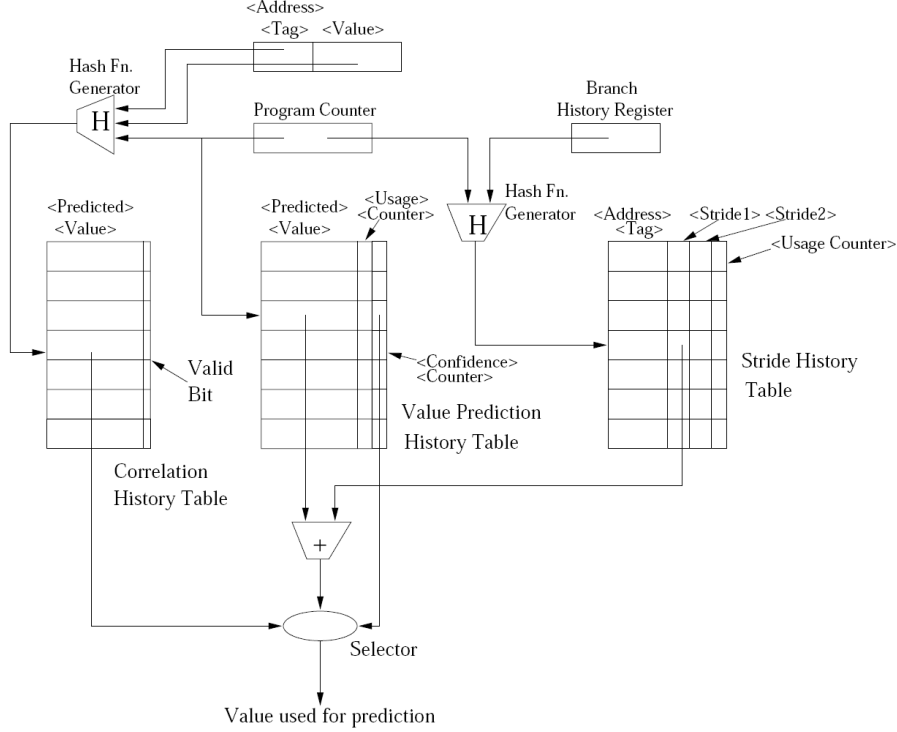 <Address>
<Tag> <Value>
Hash Fn.
Generator
H
Program Counter
Branch
History Register
Hash Fn.
Generator
H
<Predicted>
<Value>
<Predicted>
<Value>
<Usage>
<Counter>
<Address>
<Tag>
<Stride1> <Stride2>
<Usage Counter>
Valid
Bit
<Confidence>
<Counter>
Stride History
Table
Value Prediction
History Table
Correlation
History Table
+
Selector
Value used for prediction